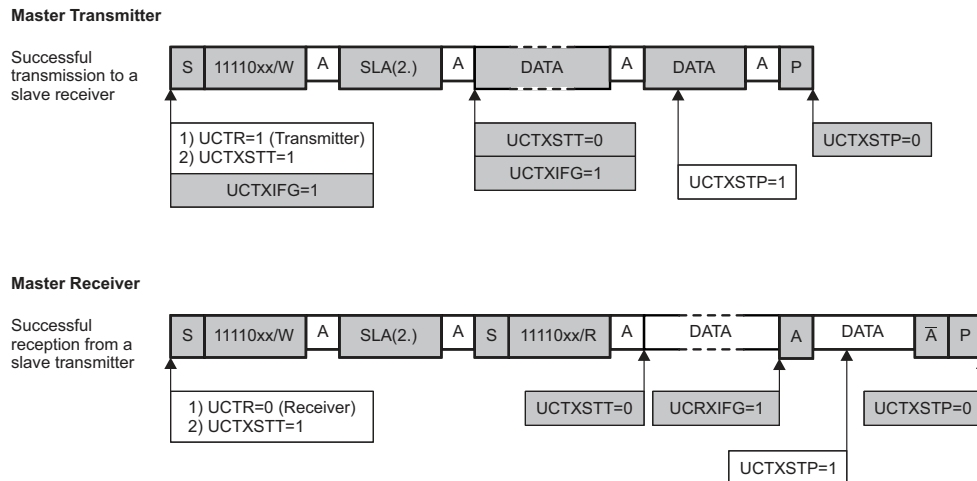 Master Transmitter
Successful
transmission to a
slave receiver
S 11110xx/W A SLA(2.) A DATA A DATA A P
1) UCTR=1 (Transmitter)
2) UCTXSTT=1
UCTXIFG=1
UCTXSTT=0
UCTXIFG=1
UCTXSTP=1
UCTXSTP=0
Master Receiver
Successful
reception from a
slave transmitter
S 11110xx/W A SLA(2.) A S 11110xx/R A DATA A DATA A̅ P
1) UCTR=0 (Receiver)
2) UCTXSTT=1
UCTXSTT=0
UCRXIFG=1
UCTXSTP=1
UCTXSTP=0